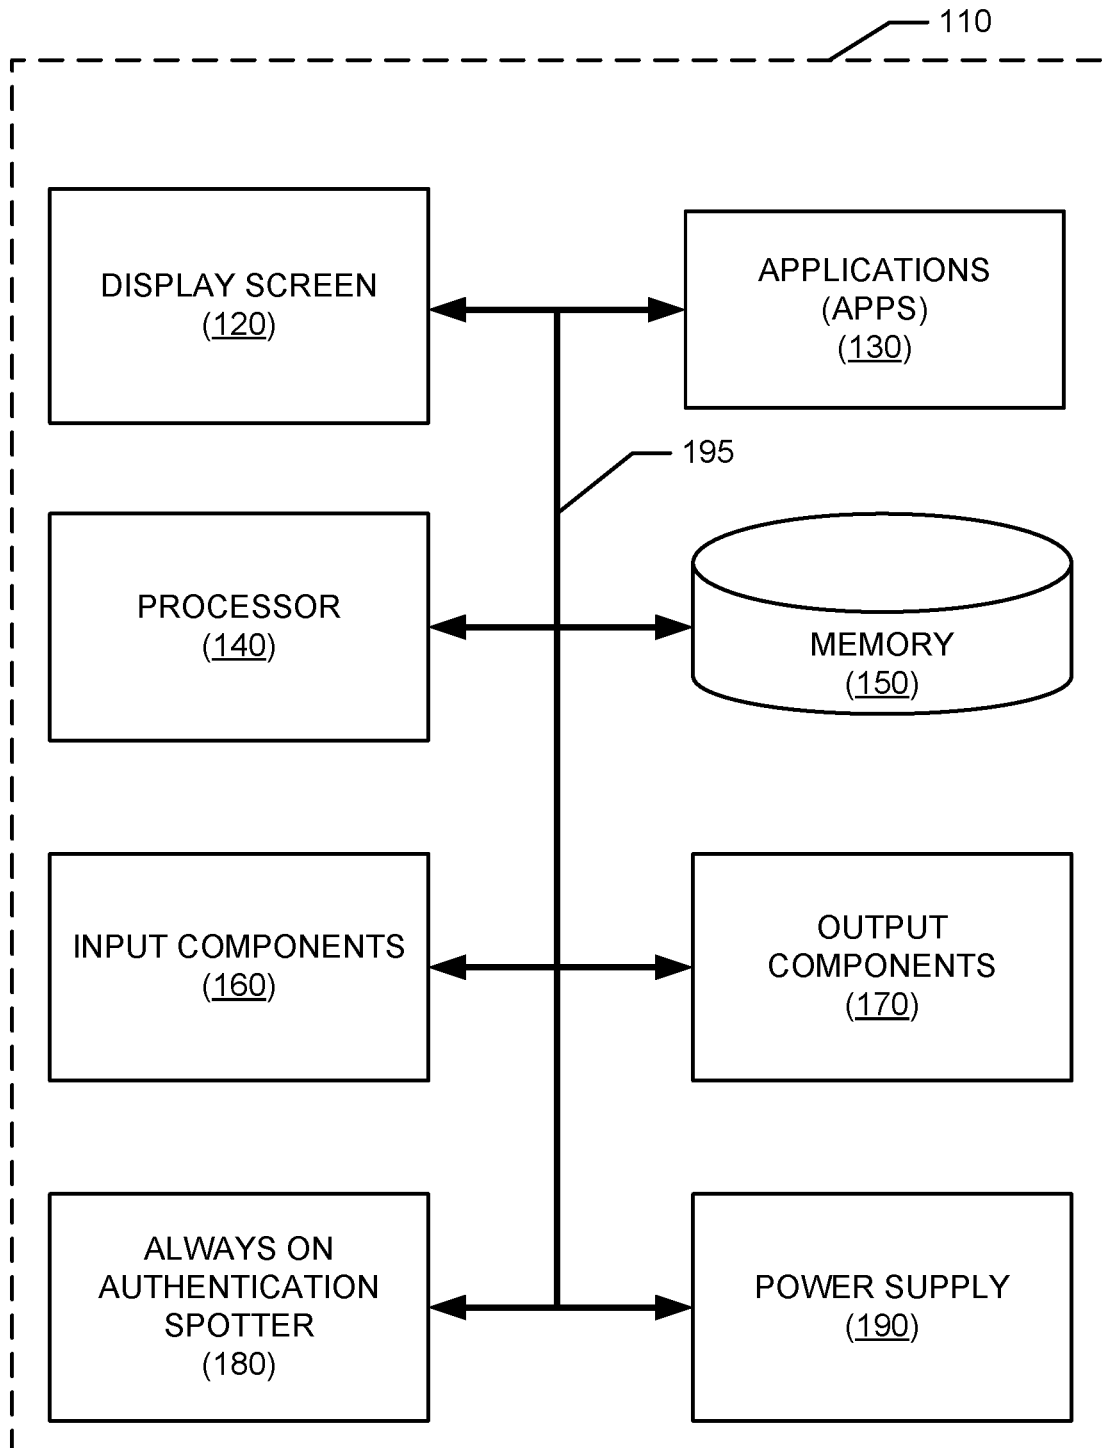 110
DISPLAY SCREEN
(120)
APPLICATIONS
(APPS)
(130)
195
PROCESSOR
(140)
MEMORY
(150)
INPUT COMPONENTS
(160)
OUTPUT
COMPONENTS
(170)
ALWAYS ON
AUTHENTICATION
SPOTTER
(180)
POWER SUPPLY
(190)